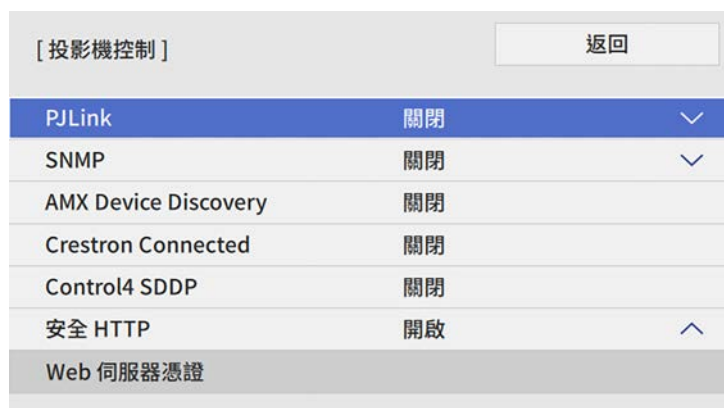 [ 投影機控制 ] 返回
PJLink 關閉
SNMP 關閉
AMX Device Discovery 關閉
Crestron Connected 關閉
Control4 SDDP 關閉
安全 HTTP 開啟
Web 伺服器憑證